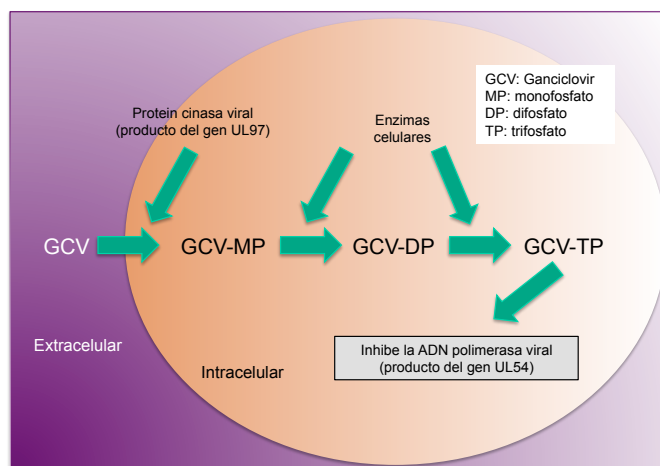 GCV: Ganciclovir
MP: monofosfato
DP: difosfato
TP: trifosfato
Protein cinasa viral
(producto del gen UL97)
Enzimas
celulares
GCV
GCV-MP
GCV-DP
GCV-TP
Extracelular
Intracelular
Inhibe la ADN polimerasa viral
(producto del gen UL54)